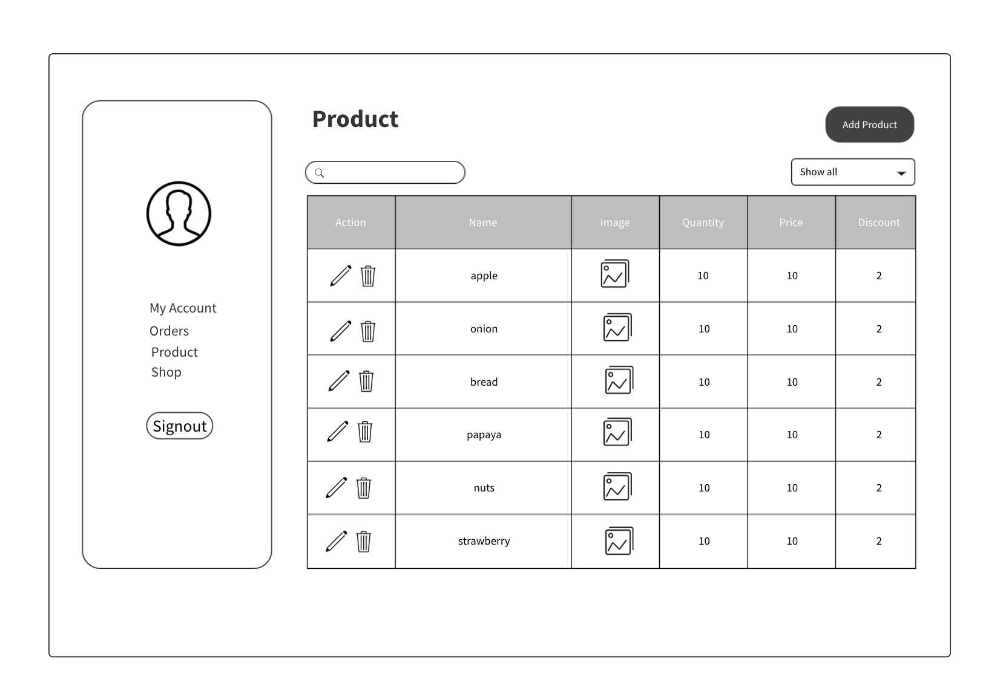 My Account
Orders
Product
Shop
Signout
Product
Add Product
Show all
Action Name Image Quantity Price Discount
apple 10 10 2
onion 10 10 2
bread 10 10 2
papaya 10 10 2
nuts 10 10 2
strawberry 10 10 2